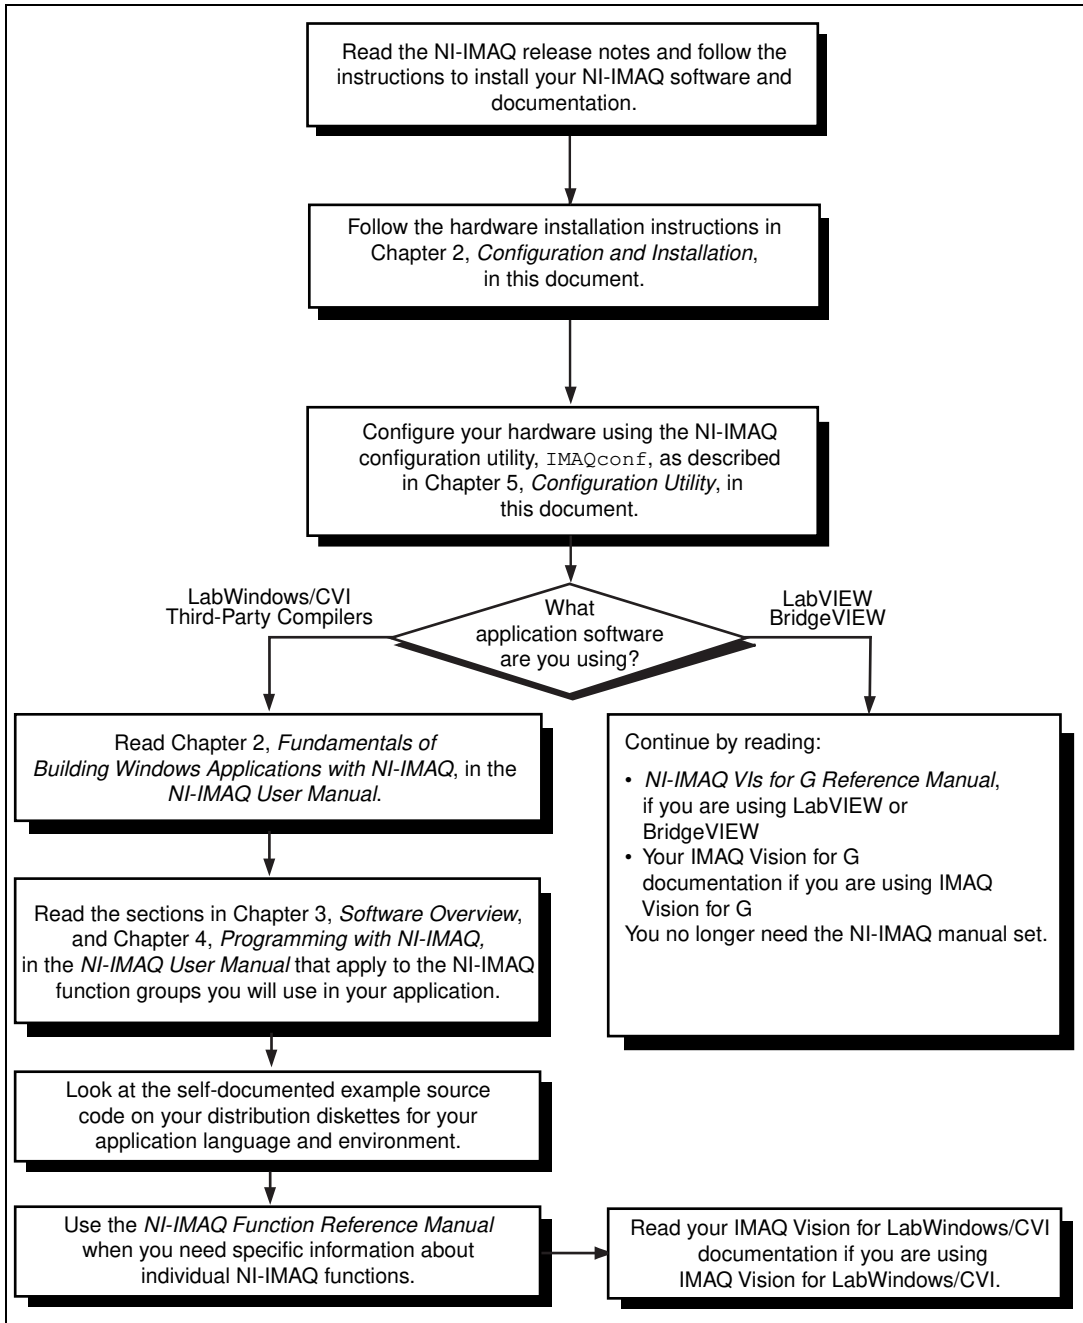 Read the NI-IMAQ release notes and follow the
instructions to install your NI-IMAQ software and
documentation.
Follow the hardware installation instructions in
Chapter 2, Configuration and Installation,
in this document.
Configure your hardware using the NI-IMAQ
configuration utility, IMAQconf, as described
in Chapter 5, Configuration Utility, in
this document.
What
application software
are you using?
LabWindows/CVI
Third-Party Compilers
LabVIEW
BridgeVIEW
Read Chapter 2, Fundamentals of
Building Windows Applications with NI-IMAQ, in the
NI-IMAQ User Manual.
Read the sections in Chapter 3, Software Overview,
and Chapter 4, Programming with NI-IMAQ,
in the NI-IMAQ User Manual that apply to the NI-IMAQ
function groups you will use in your application.
Look at the self-documented example source
code on your distribution diskettes for your
application language and environment.
Use the NI-IMAQ Function Reference Manual
when you need specific information about
individual NI-IMAQ functions.
Read your IMAQ Vision for LabWindows/CVI
documentation if you are using
IMAQ Vision for LabWindows/CVI.
Continue by reading:
• NI-IMAQ VIs for G Reference Manual,
if you are using LabVIEW or
BridgeVIEW
• Your IMAQ Vision for G
documentation if you are using IMAQ
Vision for G
You no longer need the NI-IMAQ manual set.